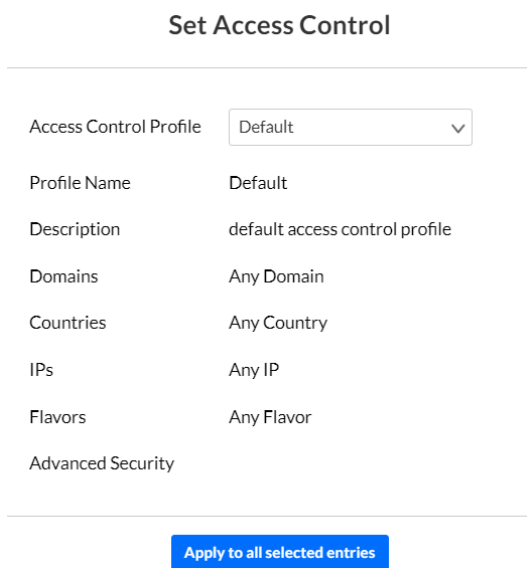 Set Access Control
Access Control Profile Default
Profile Name Default
Description default access control profile
Domains Any Domain
Countries Any Country
IPs Any IP
Flavors Any Flavor
Advanced Security
Apply to all selected entries